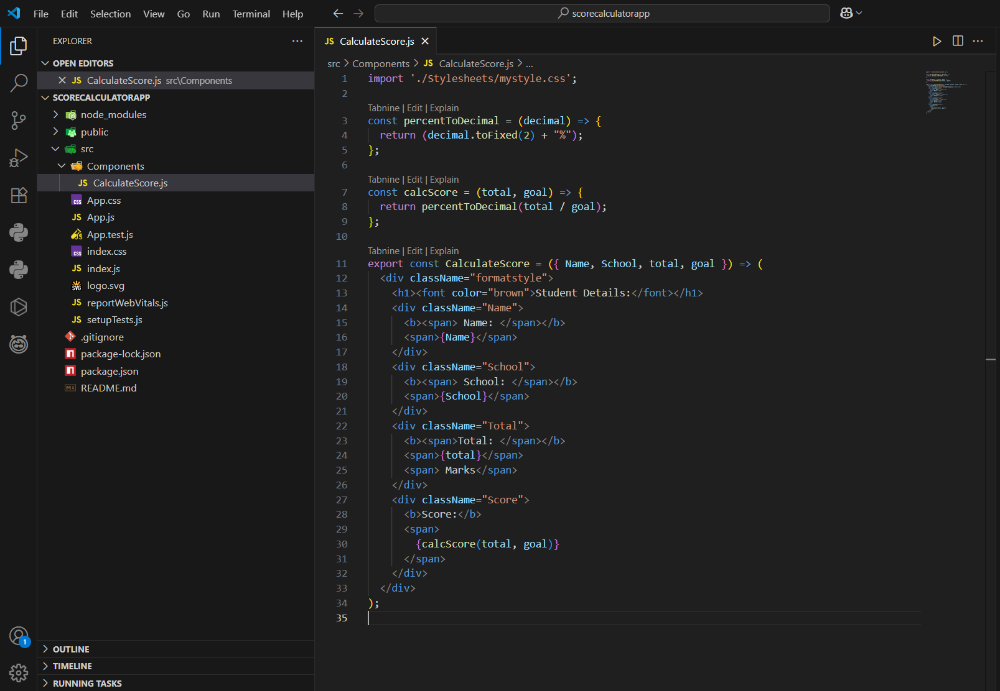 File Edit Selection View Go Run Terminal Help
scorecalculatorapp
EXPLORER
OPEN EDITORS
JS CalculateScore.js src\Components
SCORECALCULATORAPP
node_modules
public
src
Components
JS CalculateScore.js
css App.css
JS App.js
App.test.js
css index.css
JS index.js
SVG logo.svg
JS reportWebVitals.js
JS setupTests.js
.gitignore
package-lock.json
package.json
M README.md
1
OUTLINE
TIMELINE
RUNNING TASKS
JS CalculateScore.js
src > Components > JS CalculateScore.js > ...
1 import './Stylesheets/mystyle.css';
2
Tabnine | Edit | Explain
3 const percentToDecimal = (decimal) => {
4 return (decimal.toFixed(2) + "%");
5 };
6
Tabnine | Edit | Explain
7 const calcScore = (total, goal) => {
8 return percentToDecimal(total / goal);
9 };
10
Tabnine | Edit | Explain
11 export const CalculateScore = ({ Name, School, total, goal }) => (
12 <div className="formatstyle">
13 <h1><font color="brown">Student Details:</font></h1>
14 <div className="Name">
15 <b><span> Name: </span></b>
16 <span>{Name}</span>
17 </div>
18 <div className="School">
19 <b><span> School: </span></b>
20 <span>{School}</span>
21 </div>
22 <div className="Total">
23 <b><span>Total: </span></b>
24 <span>{total}</span>
25 <span> Marks</span>
26 </div>
27 <div className="Score">
28 <b>Score:</b>
29 <span>
30 {calcScore(total, goal)}
31 </span>
32 </div>
33 </div>
34 );
35